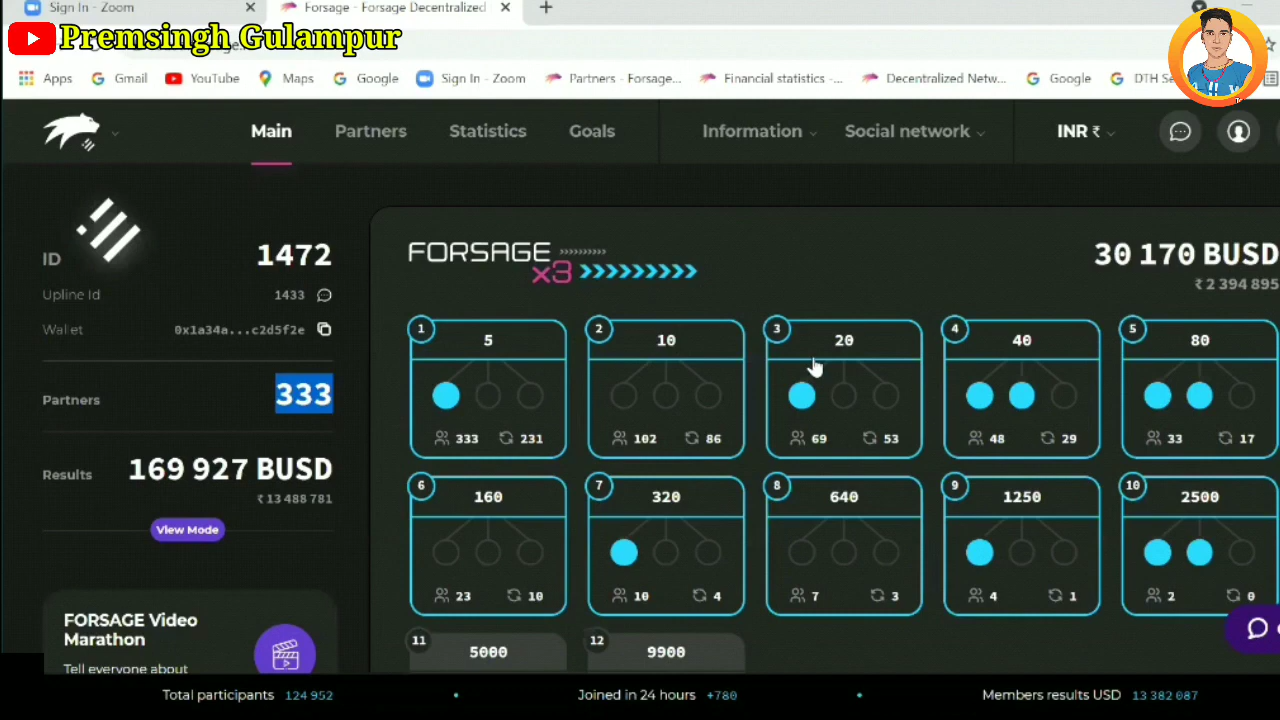 Sign In - Zoom
Forsage - Forsage Decentralized
Premsingh Gulampur
Apps
Gmail
YouTube
Maps
Google
Sign In - Zoom
Partners - Forsage...
Financial statistics -...
Decentralized Netw...
Google
DTH Se
Main
Partners
Statistics
Goals
Information
Social network
INR ₹
ID 1472
Upline Id 1433
Wallet 0x1a34a...c2d5f2e
Partners 333
Results 169 927 BUSD
₹ 13 488 781
View Mode
FORSAGE Video
Marathon
Tell everyone about
FORSAGE
x3
30 170 BUSD
₹ 2 394 895
1
5
333 231
2
10
102 86
3
20
69 53
4
40
48 29
5
80
33 17
6
160
23 10
7
320
10 4
8
640
7 3
9
1250
4 1
10
2500
2 0
11
5000
12
9900
Total participants 124 952
Joined in 24 hours +780
Members results USD 13 382 087